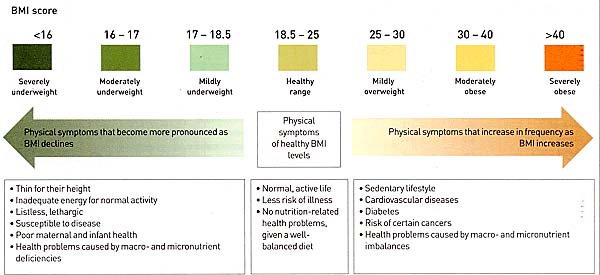 BMI score
<16
16 – 17
17 – 18.5
18.5 – 25
25 – 30
30 – 40
>40
Severely
underweight
Moderately
underweight
Mildly
underweight
Healthy
range
Mildly
overweight
Moderately
obese
Severely
obese
Physical symptoms that become more pronounced as
BMI declines
Physical
symptoms
of healthy BMI
levels
Physical symptoms that increase in frequency as
BMI increases
• Thin for their height
• Inadequate energy for normal activity
• Listless, lethargic
• Susceptible to disease
• Poor maternal and infant health
• Health problems caused by macro- and micronutrient
deficiencies
• Normal, active life
• Less risk of illness
• No nutrition-related
health problems,
given a well-
balanced diet
• Sedentary lifestyle
• Cardiovascular diseases
• Diabetes
• Risk of certain cancers
• Health problems caused by macro- and micronutrient
imbalances